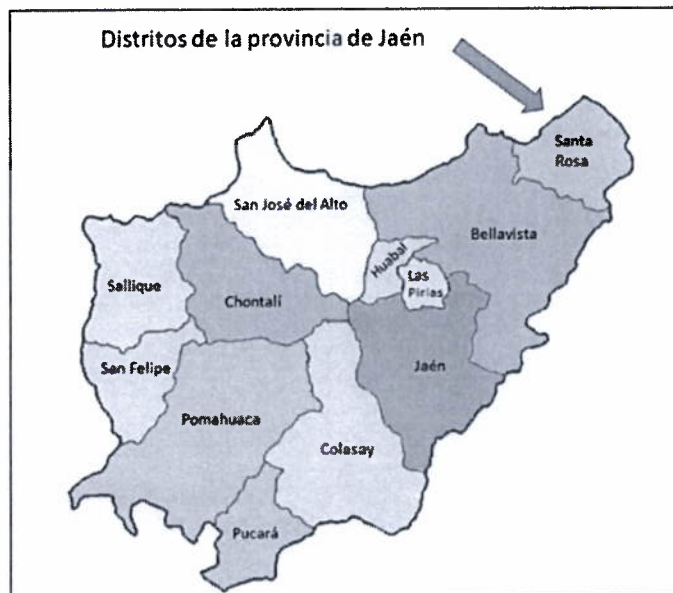 Distritos de la provincia de Jaén
Santa
Rosa
San José del Alto
Bellavista
Huabal
Las
Pirias
Sallique
Chontalí
San Felipe
Jaén
Pomahuaca
Colasay
Pucará